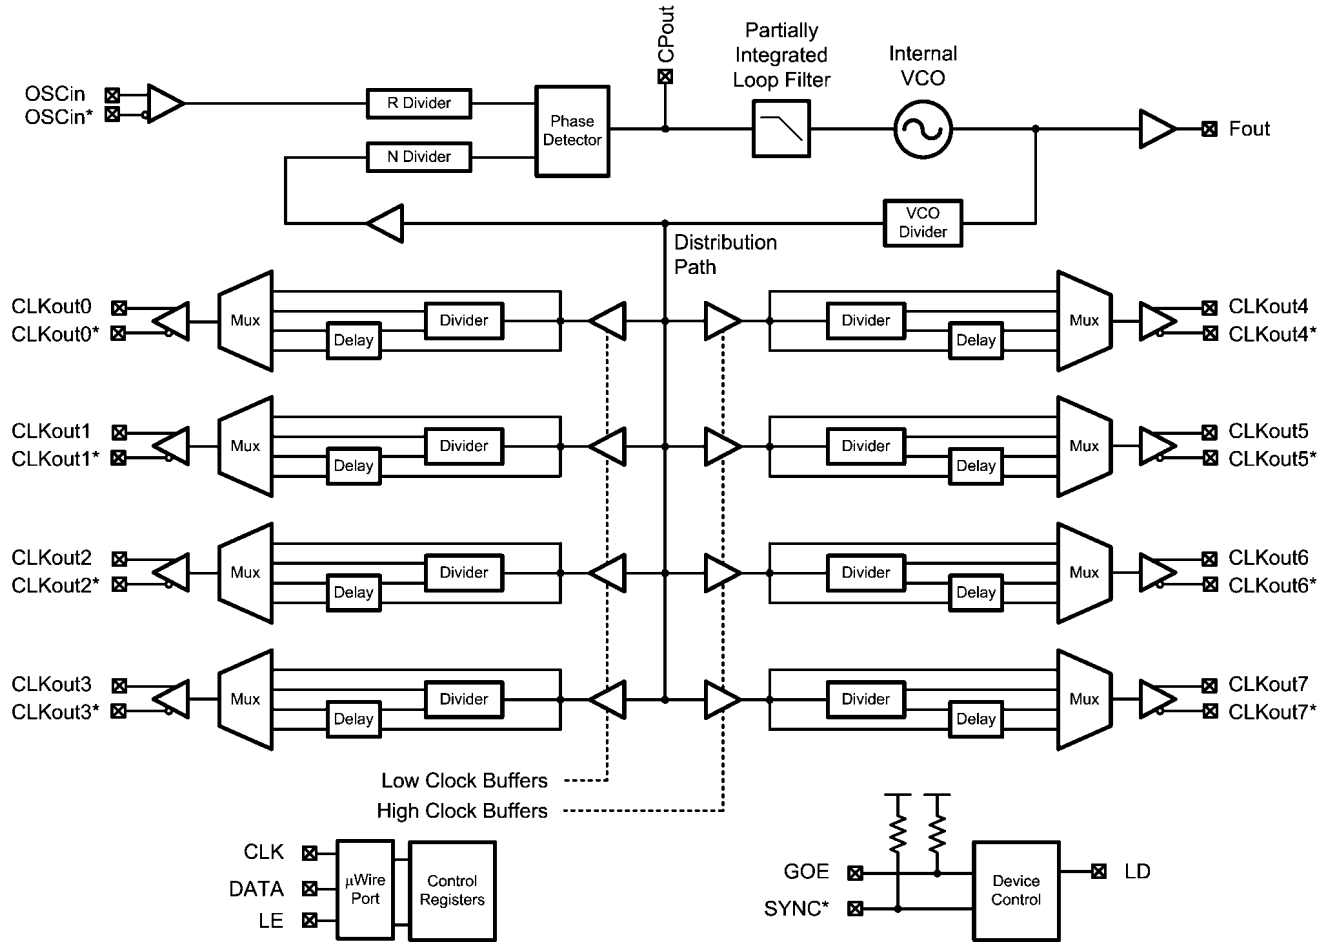 CPout
Partially
Integrated
Loop Filter
Internal
VCO
OSCin
OSCin*
R Divider
N Divider
Phase
Detector
Fout
VCO
Divider
Distribution
Path
CLKout0
CLKout0*
Mux
Delay
Divider
Divider
Delay
Mux
CLKout4
CLKout4*
CLKout1
CLKout1*
Mux
Delay
Divider
Divider
Delay
Mux
CLKout5
CLKout5*
CLKout2
CLKout2*
Mux
Delay
Divider
Divider
Delay
Mux
CLKout6
CLKout6*
CLKout3
CLKout3*
Mux
Delay
Divider
Divider
Delay
Mux
CLKout7
CLKout7*
Low Clock Buffers
High Clock Buffers
CLK
DATA
LE
µWire
Port
Control
Registers
GOE
SYNC*
Device
Control
LD